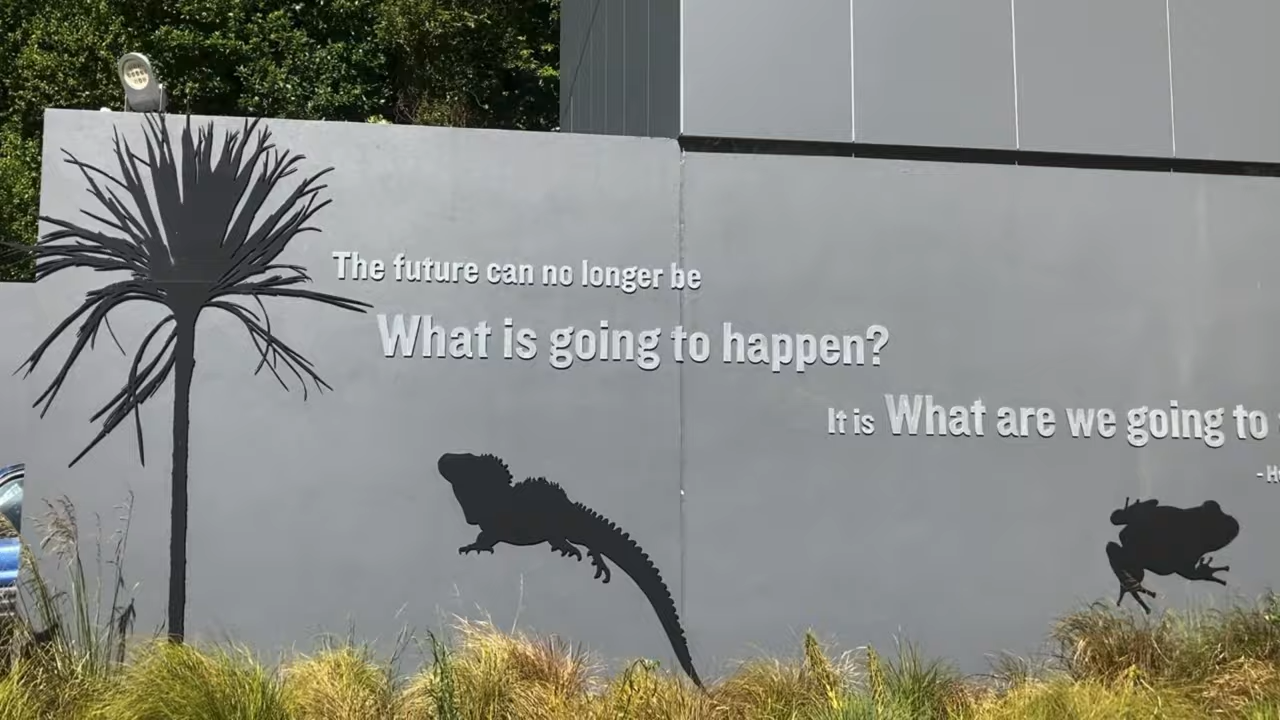 The future can no longer be
What is going to happen?
It is What are we going to